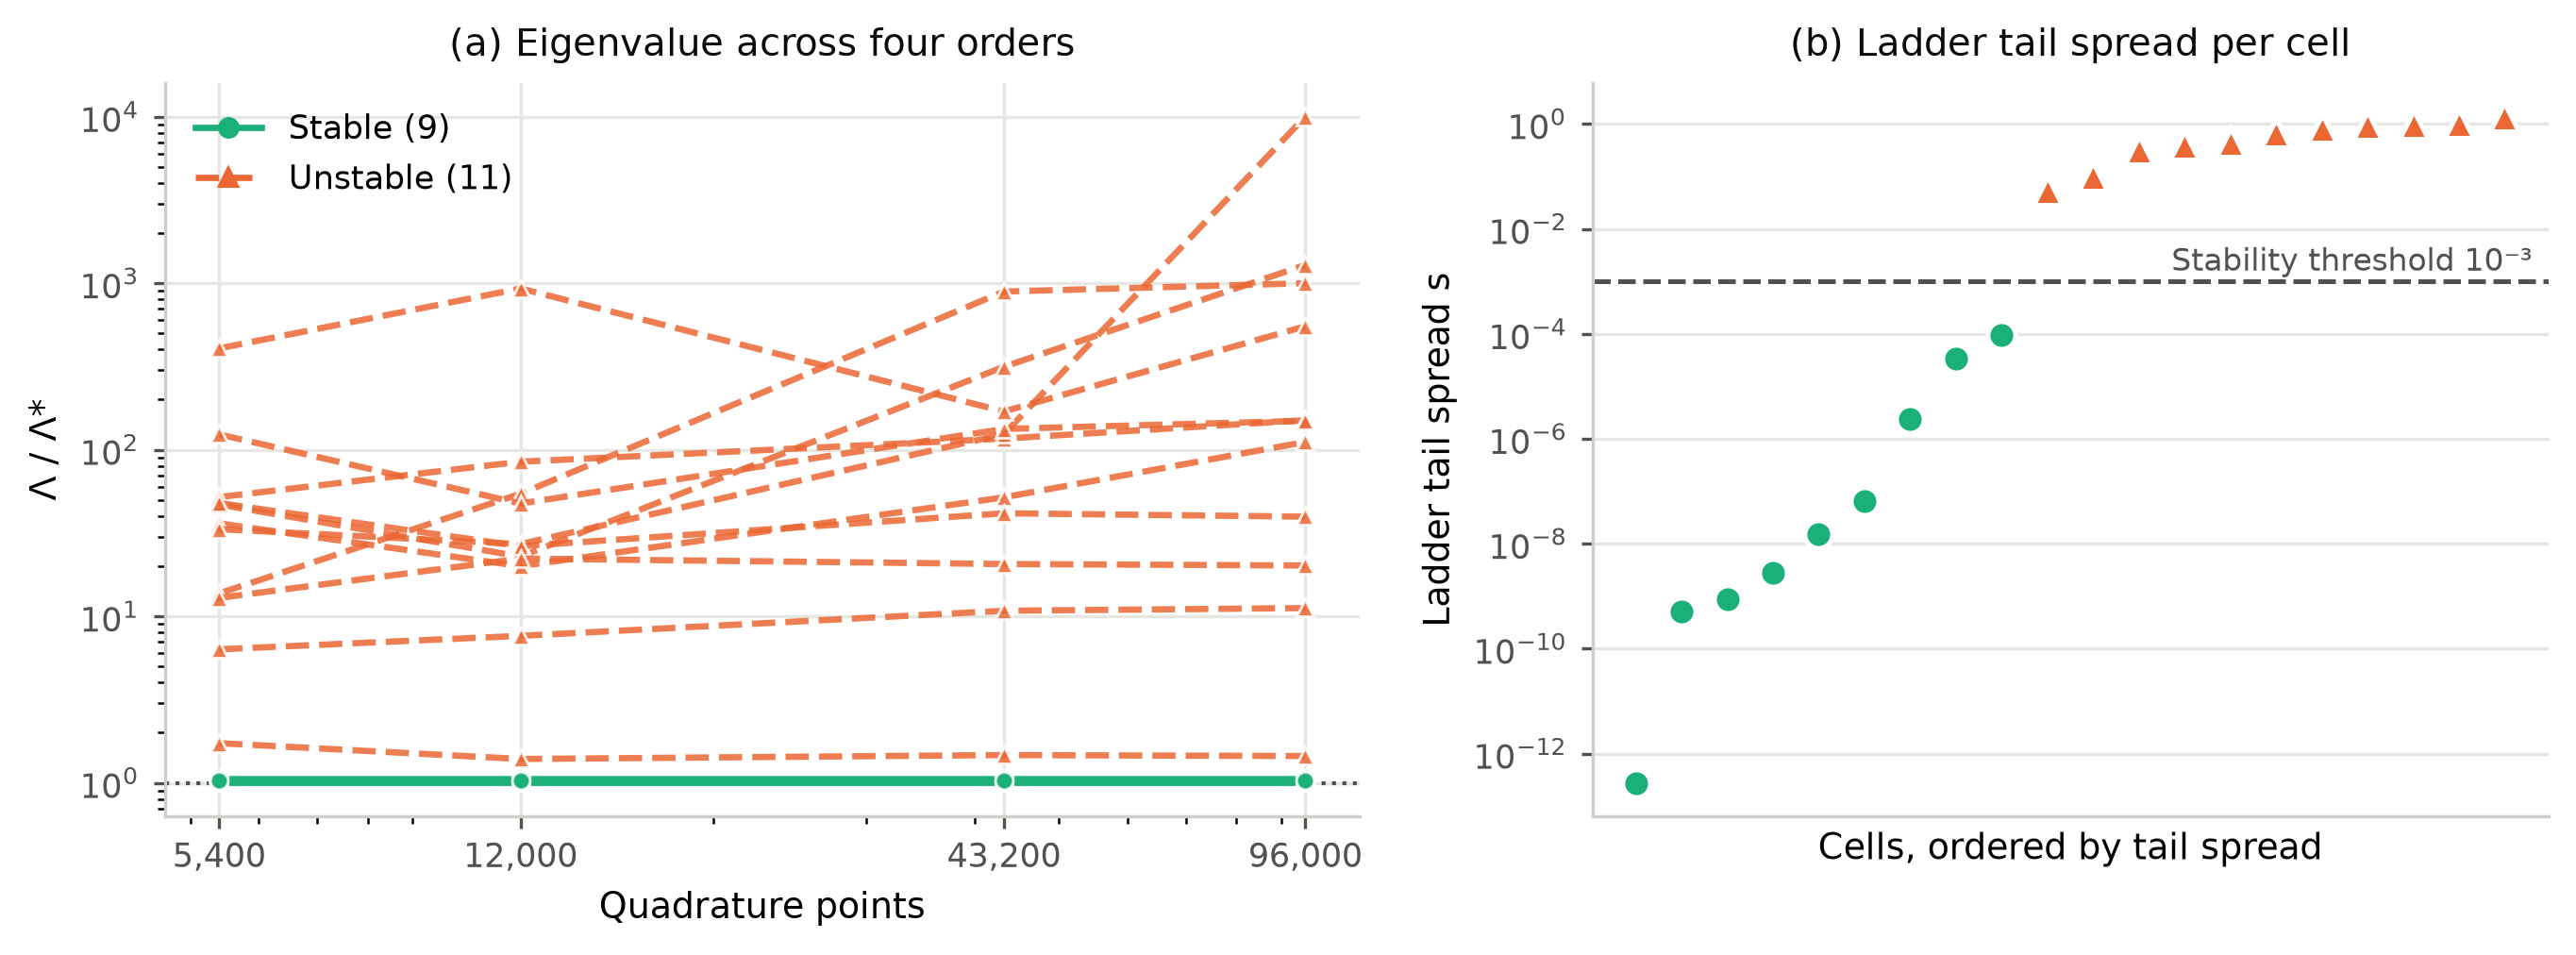 (a) Eigenvalue across four orders
Λ / Λ*
10⁴
10³
10²
10¹
10⁰
Stable (9)
Unstable (11)
5,400 12,000 43,200 96,000
Quadrature points
(b) Ladder tail spread per cell
Ladder tail spread s
10⁰
10⁻²
10⁻⁴
10⁻⁶
10⁻⁸
10⁻¹⁰
10⁻¹²
Stability threshold 10⁻³
Cells, ordered by tail spread